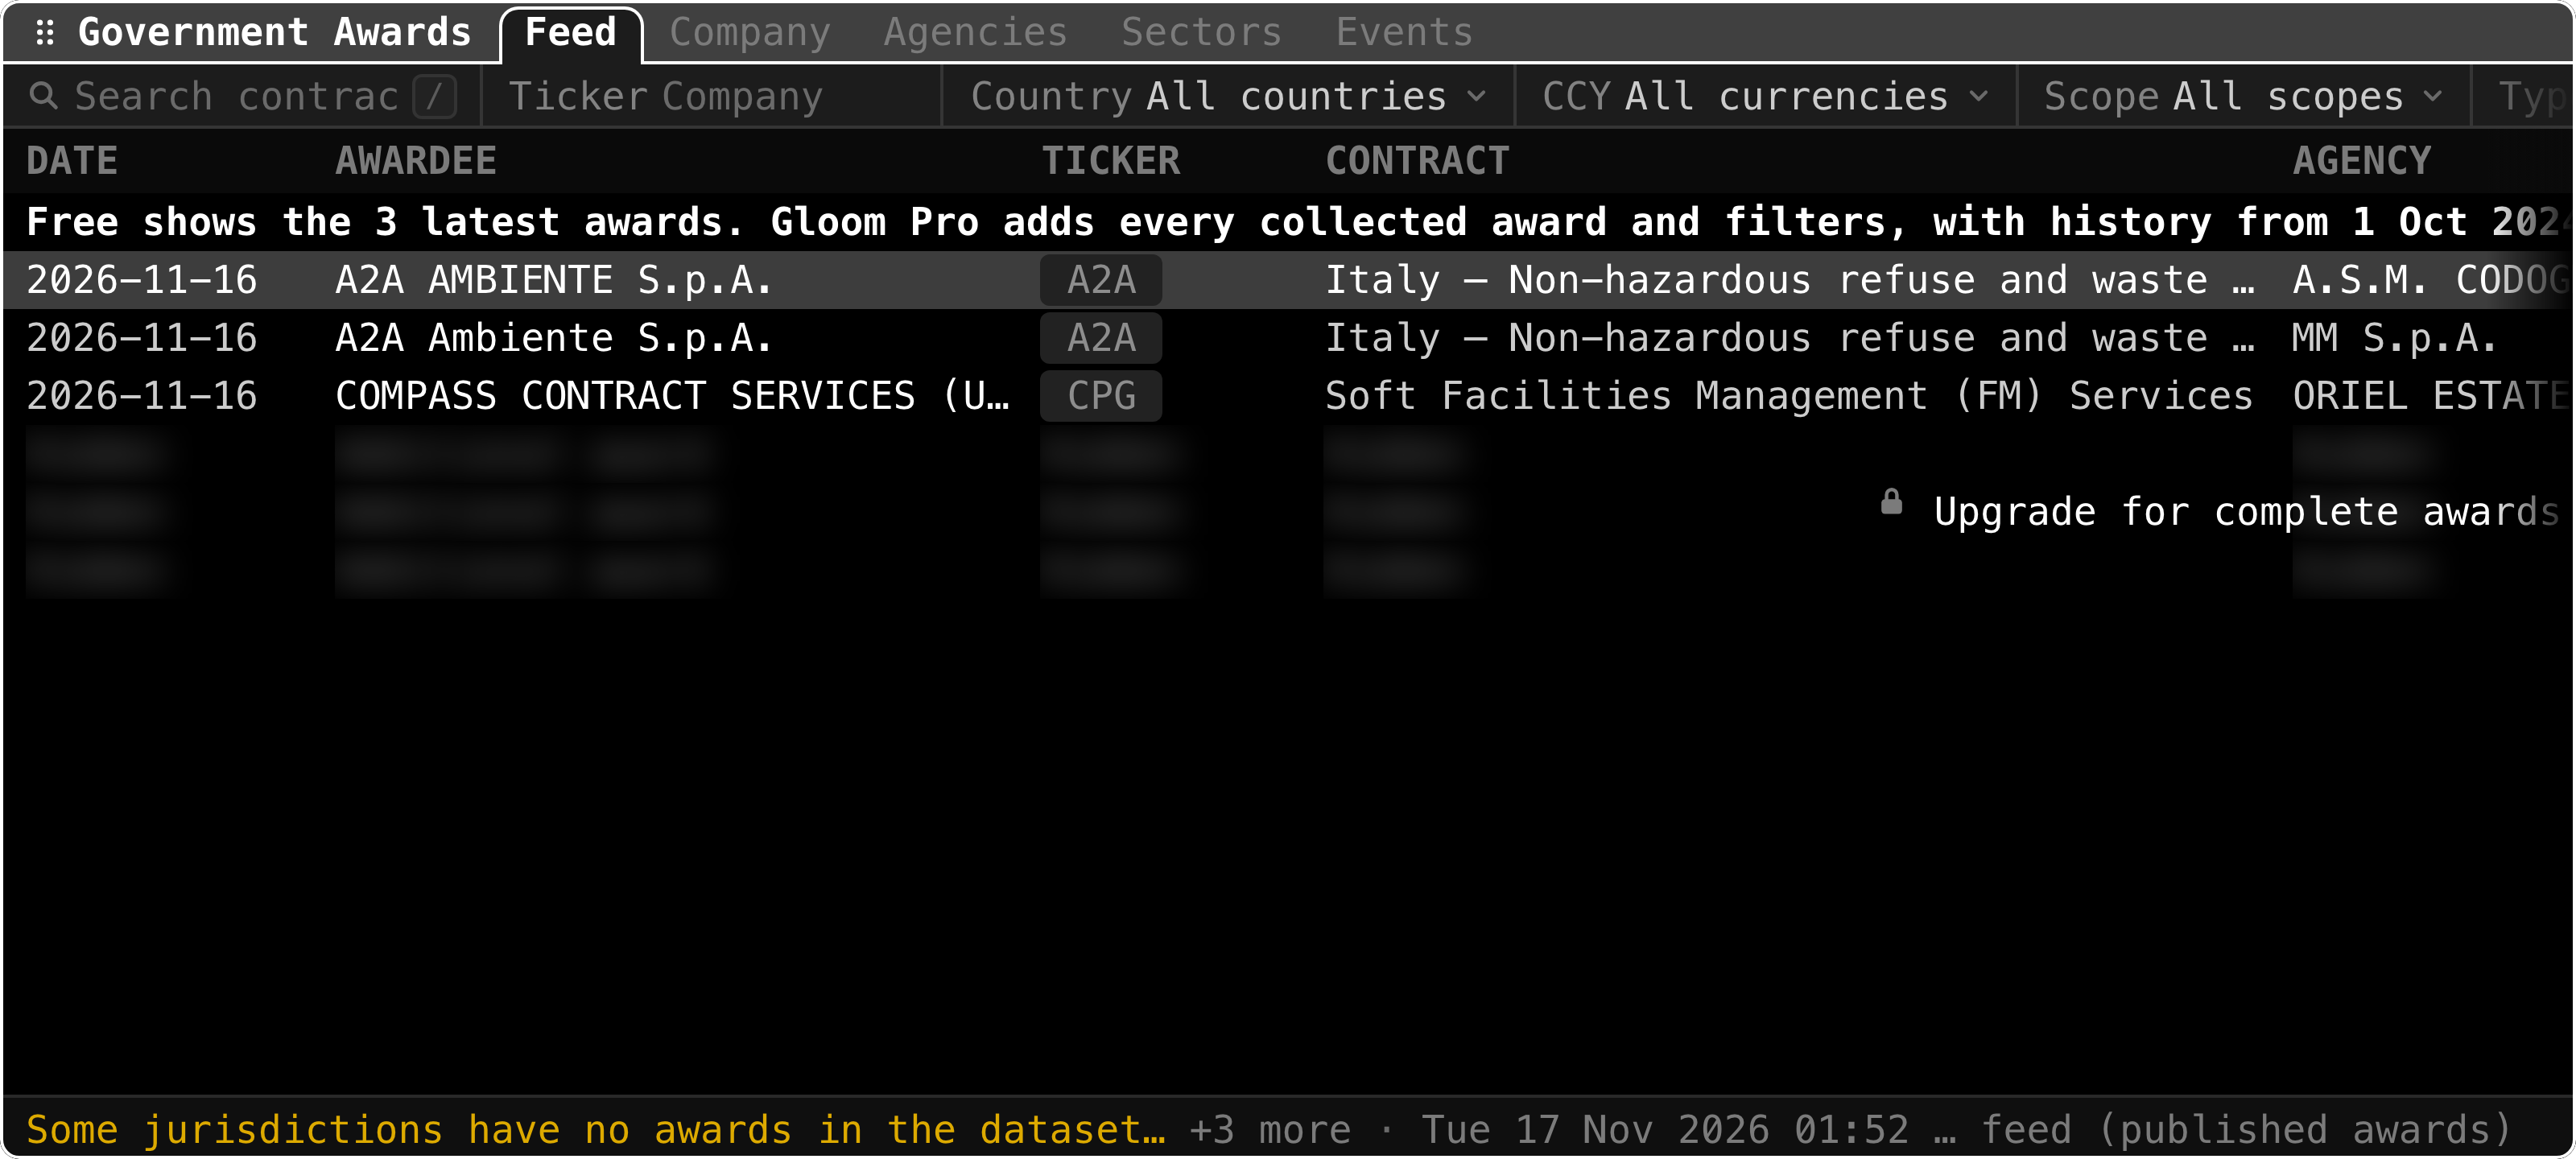 Government Awards Feed Company Agencies Sectors Events
Search contrac / Ticker Company Country All countries CCY All currencies Scope All scopes Typ
DATE AWARDEE TICKER CONTRACT AGENCY
Free shows the 3 latest awards. Gloom Pro adds every collected award and filters, with history from 1 Oct 2024
2026-11-16 A2A AMBIENTE S.p.A. A2A Italy – Non-hazardous refuse and waste … A.S.M. CODOG
2026-11-16 A2A Ambiente S.p.A. A2A Italy – Non-hazardous refuse and waste … MM S.p.A.
2026-11-16 COMPASS CONTRACT SERVICES (U… CPG Soft Facilities Management (FM) Services ORIEL ESTATE
Upgrade for complete awards
Some jurisdictions have no awards in the dataset… +3 more · Tue 17 Nov 2026 01:52 … feed (published awards)